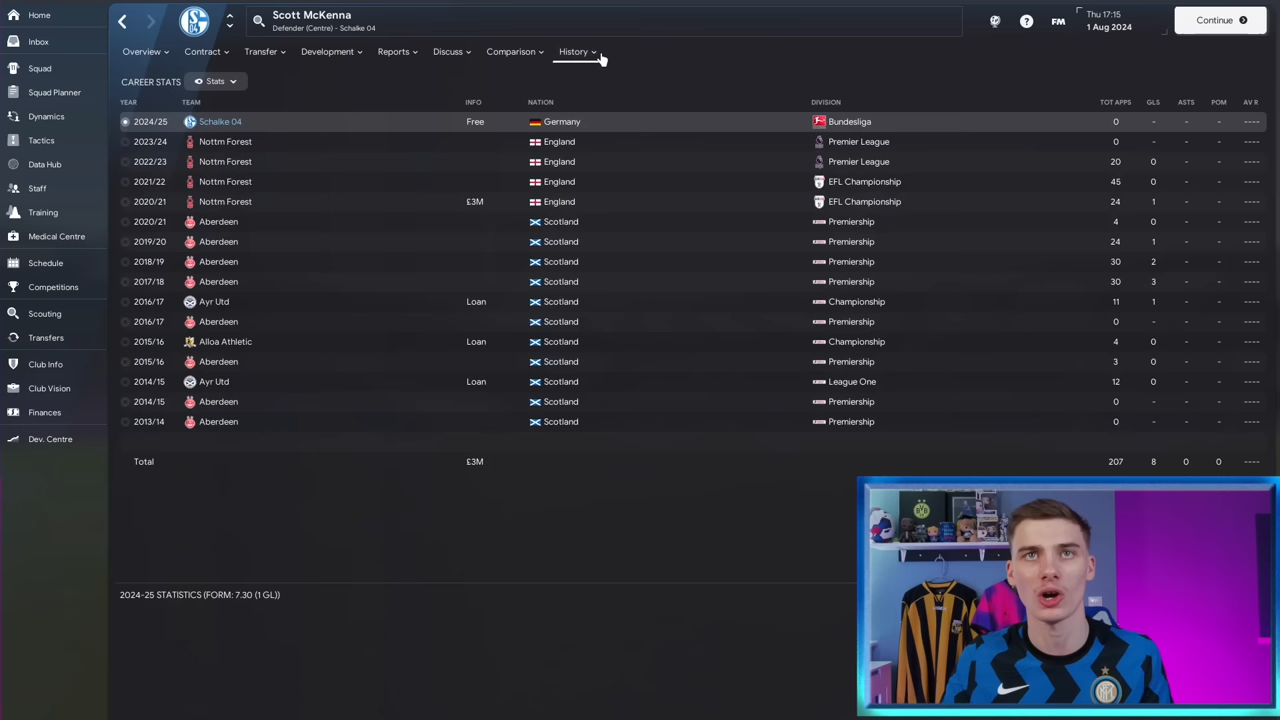 Home
Inbox
Squad
Squad Planner
Dynamics
Tactics
Data Hub
Staff
Training
Medical Centre
Schedule
Competitions
Scouting
Transfers
Club Info
Club Vision
Finances
Dev. Centre
Scott McKenna
Defender (Centre) - Schalke 04
FM
Thu 17:15
1 Aug 2024
Continue
Overview Contract Transfer Development Reports Discuss Comparison History
CAREER STATS Stats
YEAR TEAM INFO NATION DIVISION TOT APPS GLS ASTS POM AV R
2024/25 Schalke 04 Free Germany Bundesliga 0 - - - ----
2023/24 Nottm Forest England Premier League 0 - - - ----
2022/23 Nottm Forest England Premier League 20 0 - - ----
2021/22 Nottm Forest England EFL Championship 45 0 - - ----
2020/21 Nottm Forest £3M England EFL Championship 24 1 - - ----
2020/21 Aberdeen Scotland Premiership 4 0 - - ----
2019/20 Aberdeen Scotland Premiership 24 1 - - ----
2018/19 Aberdeen Scotland Premiership 30 2 - - ----
2017/18 Aberdeen Scotland Premiership 30 3 - - ----
2016/17 Ayr Utd Loan Scotland Championship 11 1 - - ----
2016/17 Aberdeen Scotland Premiership 0 - - - ----
2015/16 Alloa Athletic Loan Scotland Championship 4 0 - - ----
2015/16 Aberdeen Scotland Premiership 3 0 - - ----
2014/15 Ayr Utd Loan Scotland League One 12 0 - - ----
2014/15 Aberdeen Scotland Premiership 0 - - - ----
2013/14 Aberdeen Scotland Premiership 0 - - - ----
Total £3M 207 8 0 0 ----
2024-25 STATISTICS (FORM: 7.30 (1 GL))